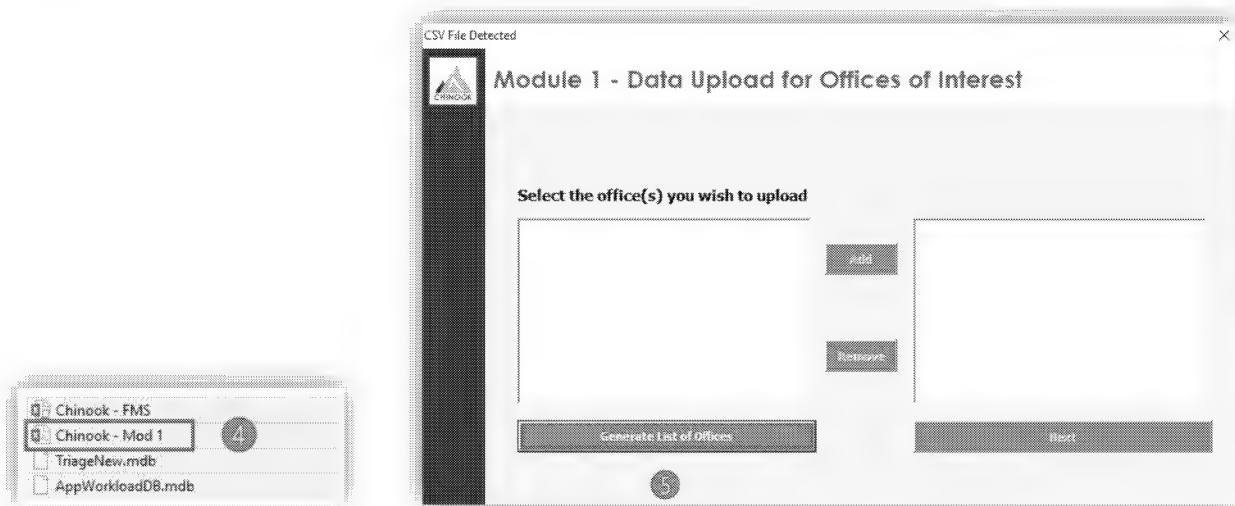 CSV File Detected
CHINOOK
Module 1 - Data Upload for Offices of Interest
Select the office(s) you wish to upload
Add
Remove
Generate List of Offices
Next
5
Chinook - FMS
Chinook - Mod 1
4
TriageNew.mdb
AppWorkloadDB.mdb